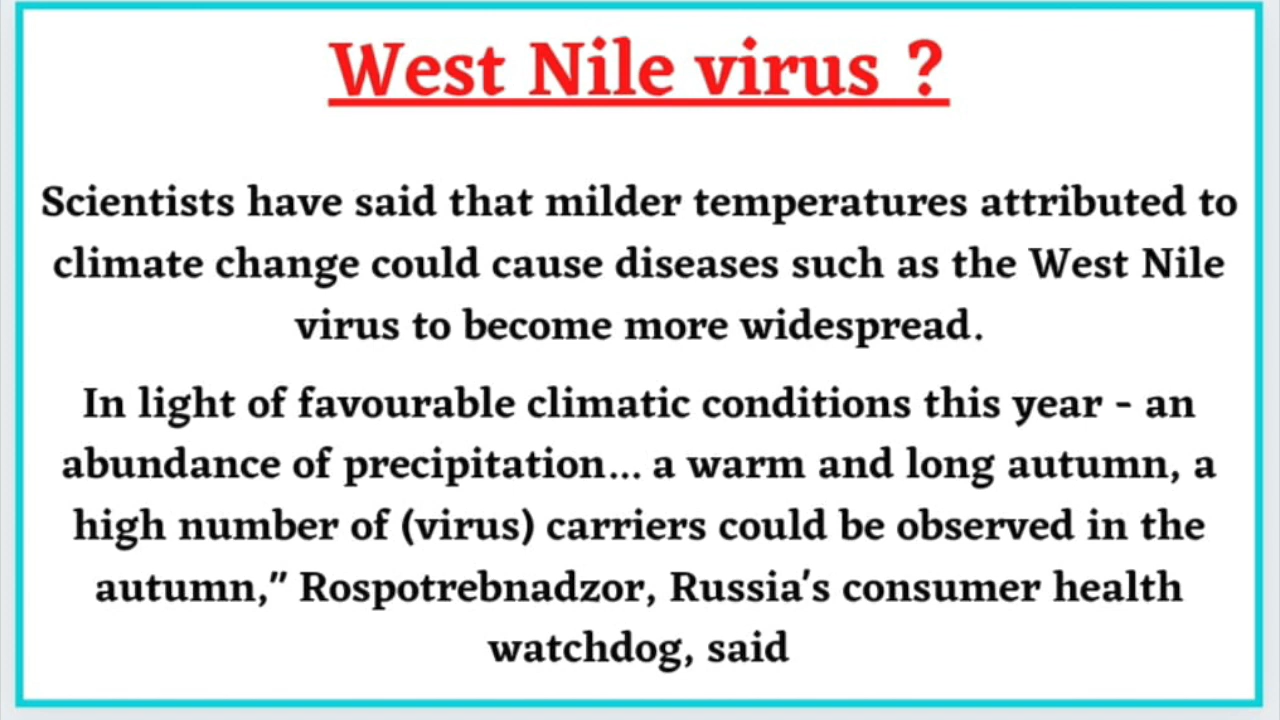 West Nile virus ?
Scientists have said that milder temperatures attributed to
climate change could cause diseases such as the West Nile
virus to become more widespread.
In light of favourable climatic conditions this year - an
abundance of precipitation... a warm and long autumn, a
high number of (virus) carriers could be observed in the
autumn," Rospotrebnadzor, Russia's consumer health
watchdog, said